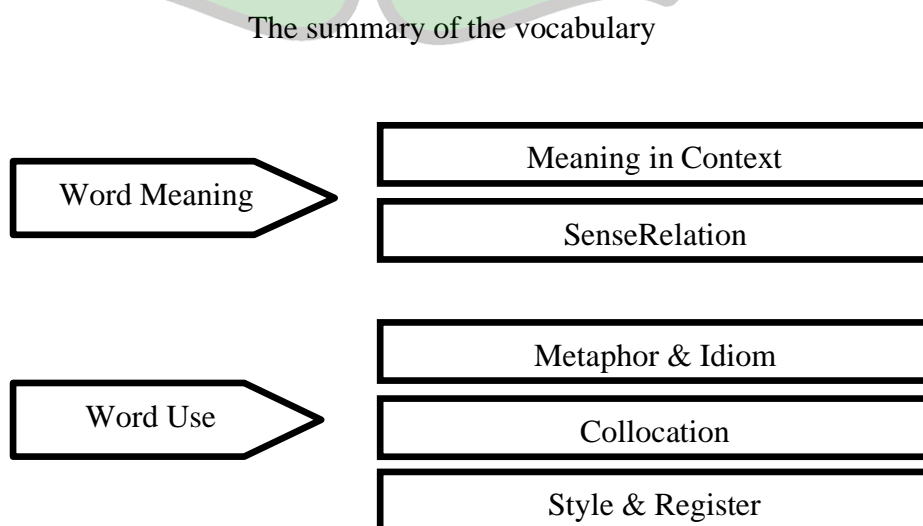 The summary of the vocabulary
Word Meaning
Meaning in Context
SenseRelation
Word Use
Metaphor & Idiom
Collocation
Style & Register